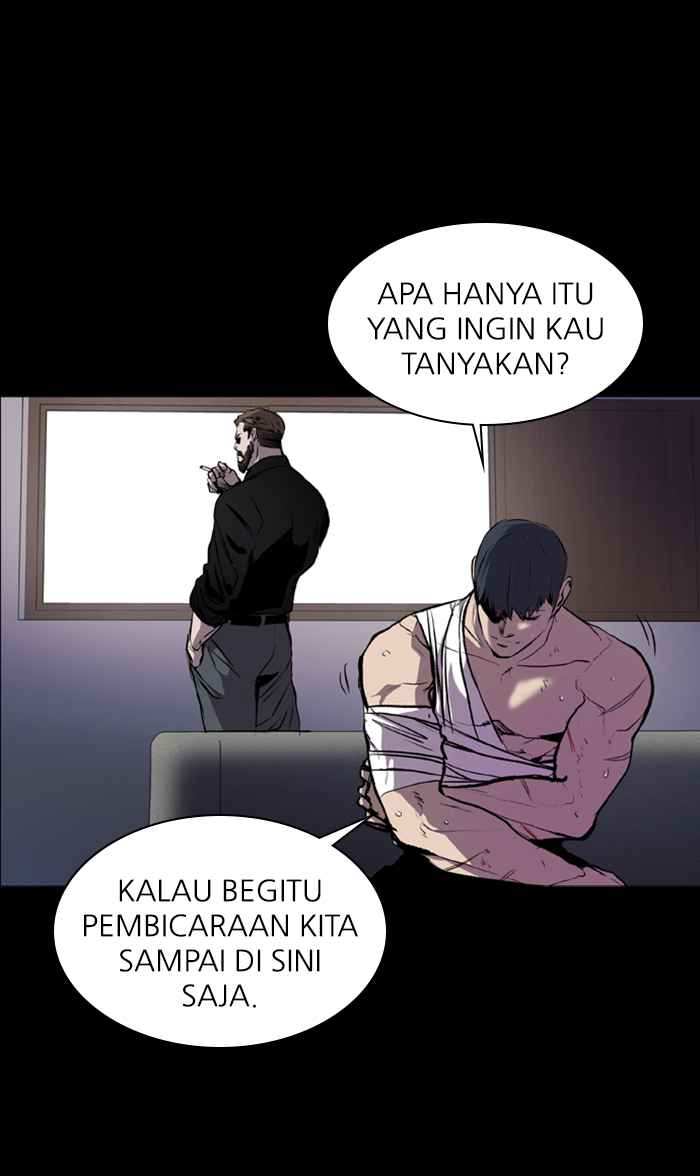 APA HANYA ITU
YANG INGIN KAU
TANYAKAN?
KALAU BEGITU
PEMBICARAAN KITA
SAMPAI DI SINI
SAJA.